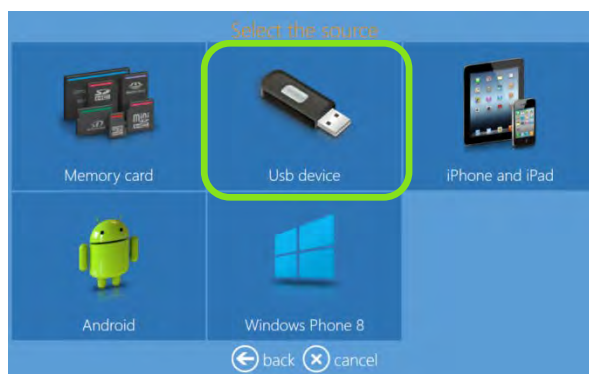 Select the source
Memory card
Usb device
iPhone and iPad
Android
Windows Phone 8
back cancel